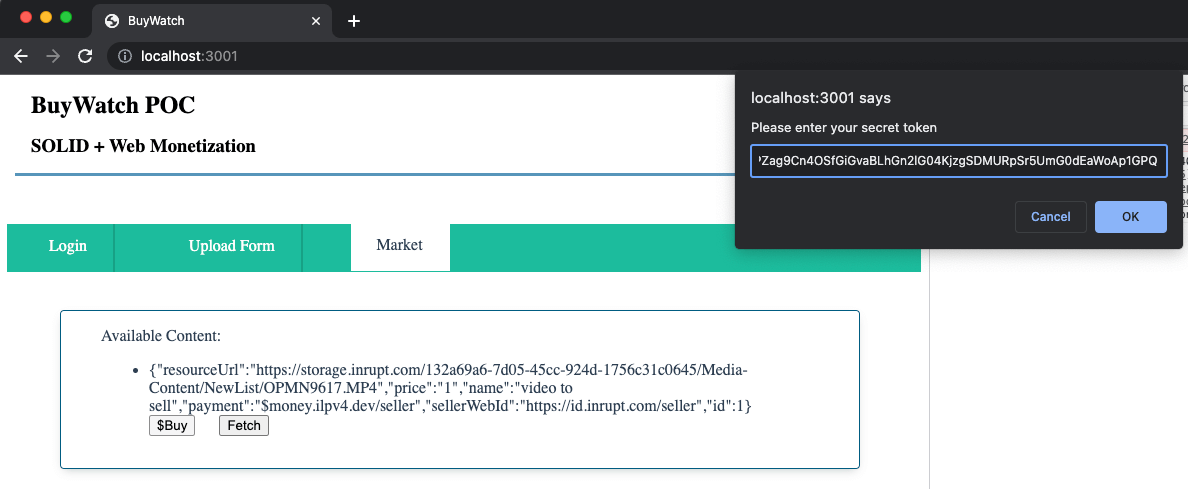 BuyWatch
localhost:3001
BuyWatch POC
SOLID + Web Monetization
localhost:3001 says
Please enter your secret token
Zag9Cn4OSfGiGvaBLhGn2lG04KjzgSDMURpSr5UmG0dEaWoAp1GPQ
Cancel
OK
Login
Upload Form
Market
Available Content:
{"resourceUrl":"https://storage.inrupt.com/132a69a6-7d05-45cc-924d-1756c31c0645/Media-
Content/NewList/OPMN9617.MP4","price":"1","name":"video to
sell","payment":"$money.ilpv4.dev/seller","sellerWebId":"https://id.inrupt.com/seller","id":1}
$Buy
Fetch